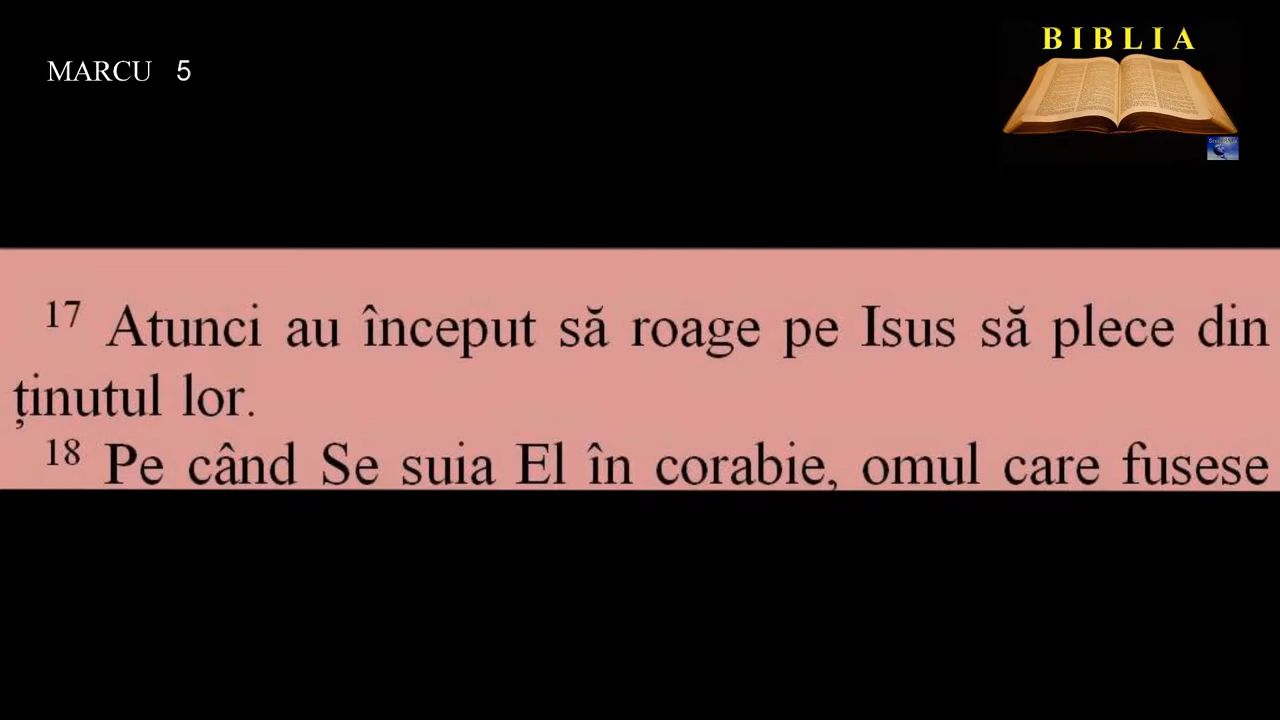 BIBLIA
MARCU 5
17 Atunci au început să roage pe Isus să plece din
ținutul lor.
18 Pe când Se suia El în corabie, omul care fusese